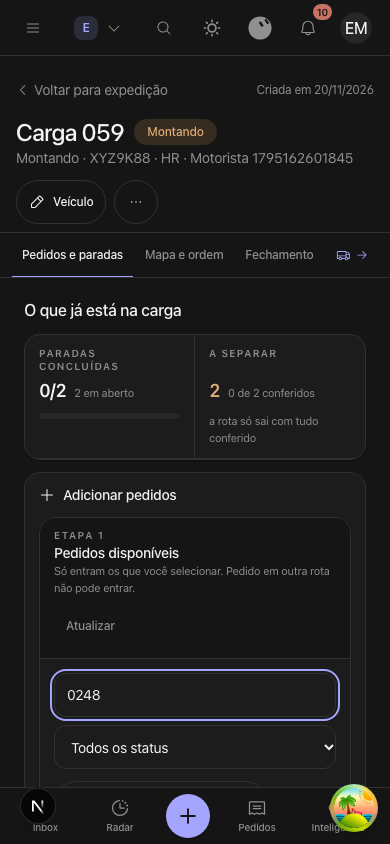 E
10
EM
Voltar para expedição
Criada em 20/11/2026
Carga 059
Montando
Montando · XYZ9K88 · HR · Motorista 1795162601845
Veículo
...
Pedidos e paradas
Mapa e ordem
Fechamento
O que já está na carga
PARADAS
CONCLUÍDAS
0/2 2 em aberto
A SEPARAR
2 0 de 2 conferidos
a rota só sai com tudo
conferido
Adicionar pedidos
ETAPA 1
Pedidos disponíveis
Só entram os que você selecionar. Pedido em outra rota
não pode entrar.
Atualizar
0248
Todos os status
N
Inbox
Radar
Pedidos